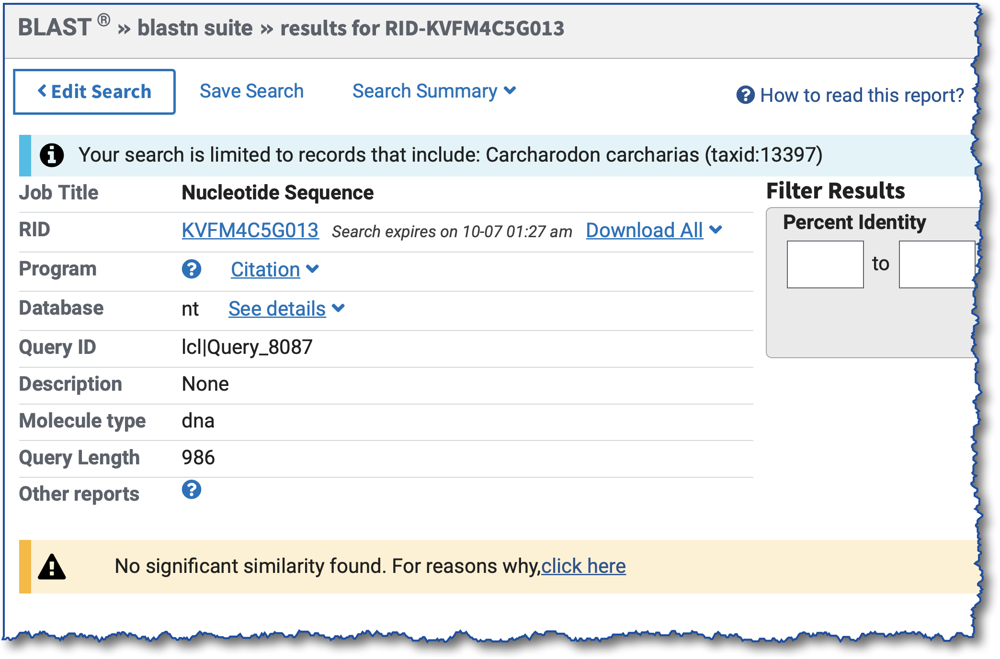 BLAST ® » blastn suite » results for RID-KVFM4C5G013
Edit Search Save Search Search Summary How to read this report?
Your search is limited to records that include: Carcharodon carcharias (taxid:13397)
Job Title Nucleotide Sequence
Filter Results
RID KVFM4C5G013 Search expires on 10-07 01:27 am Download All
Percent Identity
to
Program Citation
Database nt See details
Query ID lcl|Query_8087
Description None
Molecule type dna
Query Length 986
Other reports
No significant similarity found. For reasons why,click here